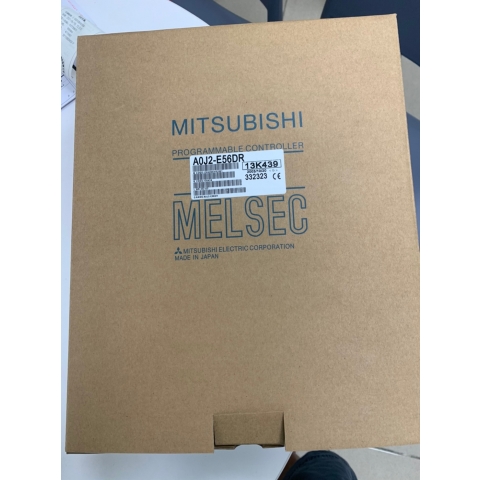 MITSUBISHI
PROGRAMMABLE CONTROLLER
A0J2-E56DR
13K439
332323 CE
MELSEC
MITSUBISHI ELECTRIC CORPORATION
MADE IN JAPAN